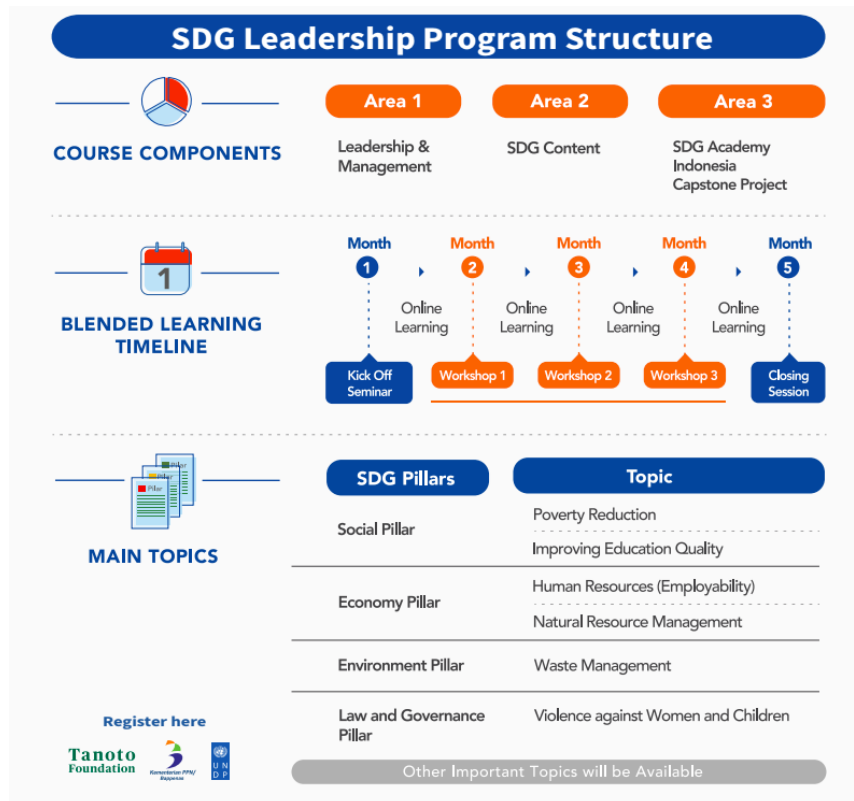 SDG Leadership Program Structure
COURSE COMPONENTS
Area 1
Leadership &
Management
Area 2
SDG Content
Area 3
SDG Academy
Indonesia
Capstone Project
1
BLENDED LEARNING
TIMELINE
Month
1
Month
2
Month
3
Month
4
Month
5
Online
Learning
Online
Learning
Online
Learning
Online
Learning
Kick Off
Seminar
Workshop 1
Workshop 2
Workshop 3
Closing
Session
Pillar
Pillar
Pillar
MAIN TOPICS
SDG Pillars
Topic
Social Pillar
Poverty Reduction
Improving Education Quality
Economy Pillar
Human Resources (Employability)
Natural Resource Management
Environment Pillar
Waste Management
Law and Governance
Pillar
Violence against Women and Children
Other Important Topics will be Available
Register here
Tanoto
Foundation
Kementerian PPN/
Bappenas
U N
D P